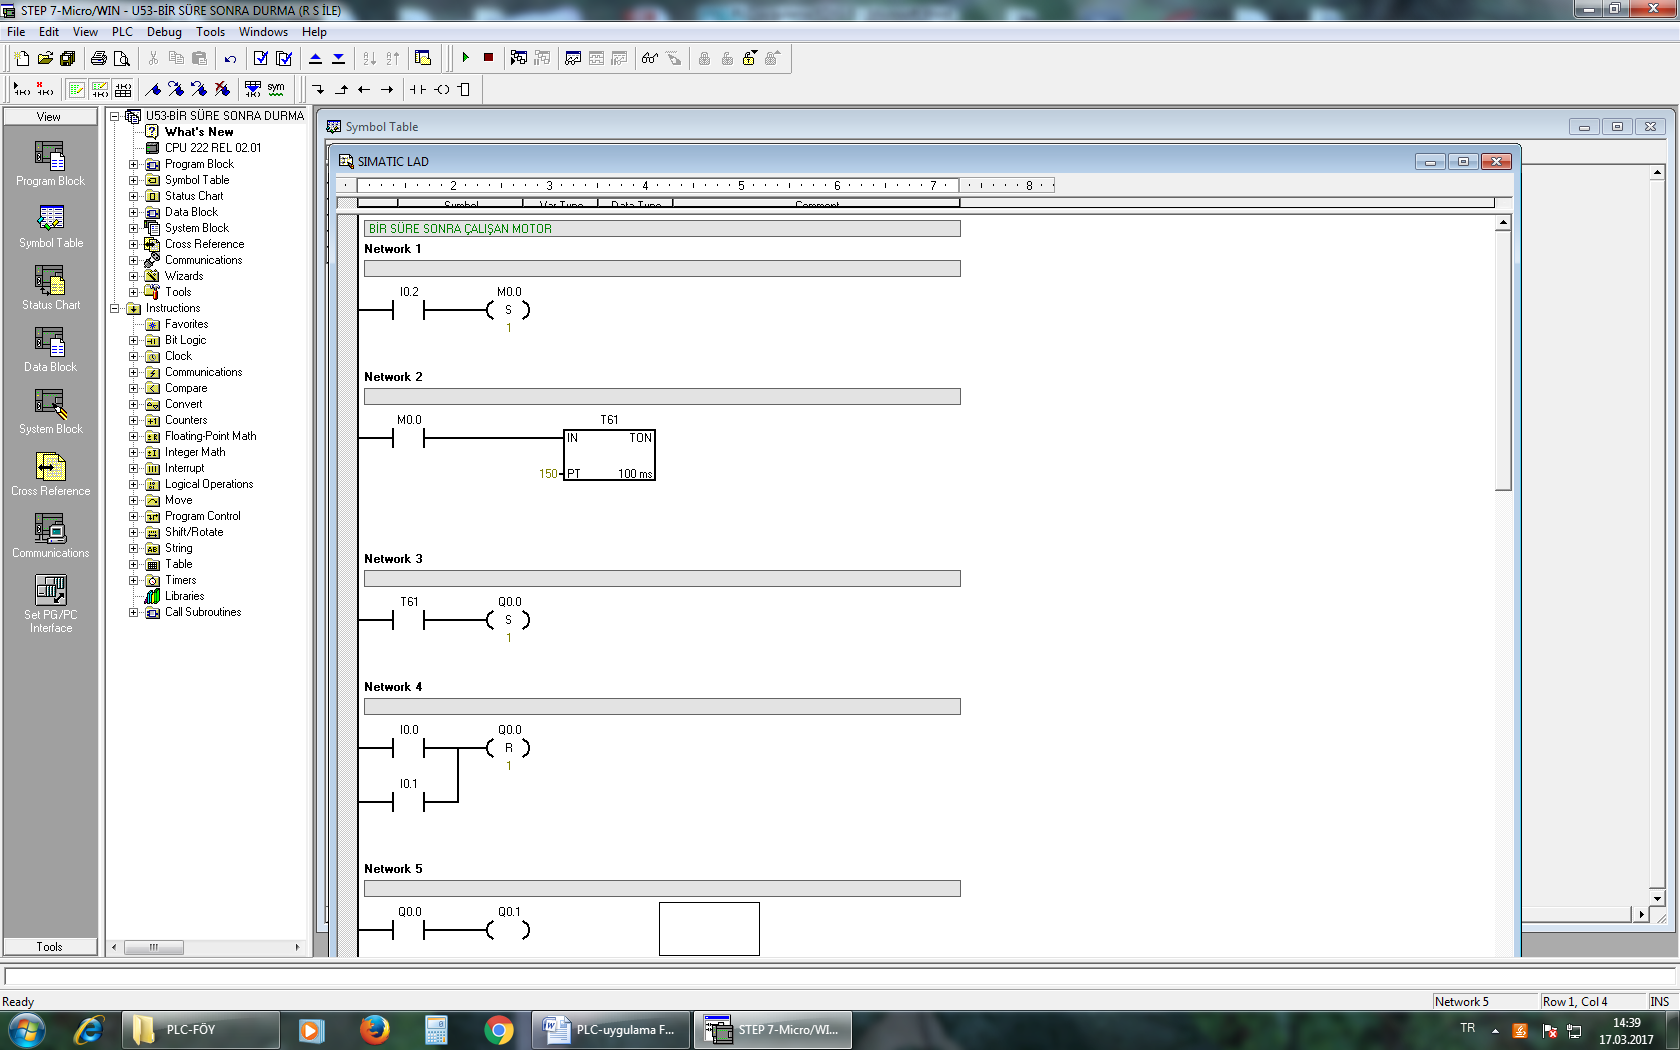 STEP 7-Micro/WIN - U53-BİR SÜRE SONRA DURMA (R S İLE)
File Edit View PLC Debug Tools Windows Help
View
Program Block
Symbol Table
Status Chart
Data Block
System Block
Cross Reference
Communications
Set PG/PC
Interface
Tools
U53-BİR SÜRE SONRA DURMA
What's New
CPU 222 REL 02.01
Program Block
Symbol Table
Status Chart
Data Block
System Block
Cross Reference
Communications
Wizards
Tools
Instructions
Favorites
Bit Logic
Clock
Communications
Compare
Convert
Counters
Floating-Point Math
Integer Math
Interrupt
Logical Operations
Move
Program Control
Shift/Rotate
String
Table
Timers
Libraries
Call Subroutines
Symbol Table
SIMATIC LAD
2 3 4 5 6 7 8
Symbol Var Type Data Type Comment
BİR SÜRE SONRA ÇALIŞAN MOTOR
Network 1
I0.2 M0.0
S
1
Network 2
M0.0 T61
IN TON
150 PT 100 ms
Network 3
T61 Q0.0
S
1
Network 4
I0.0 Q0.0
R
1
I0.1
Network 5
Q0.0 Q0.1
Ready
Network 5
Row 1, Col 4
INS
PLC-FÖY
PLC-uygulama F...
STEP 7-Micro/WI...
TR
14:39
17.03.2017